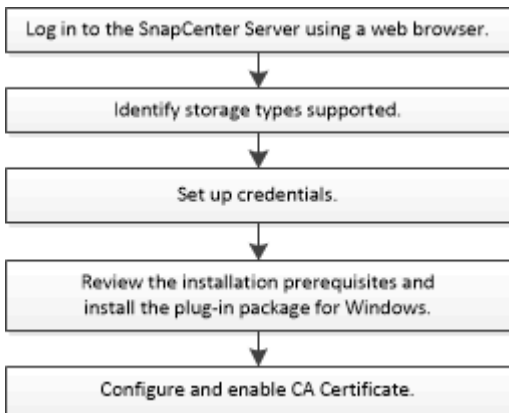 Log in to the SnapCenter Server using a web browser.
Identify storage types supported.
Set up credentials.
Review the installation prerequisites and
install the plug-in package for Windows.
Configure and enable CA Certificate.